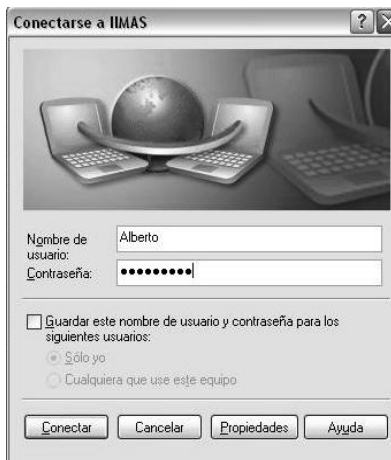 Conectarse a IIMAS
Nombre de usuario:
Alberto
Contraseña:
●●●●●●●●●
Guardar este nombre de usuario y contraseña para los
siguientes usuarios:
Sólo yo
Cualquiera que use este equipo
Conectar Cancelar Propiedades Ayuda